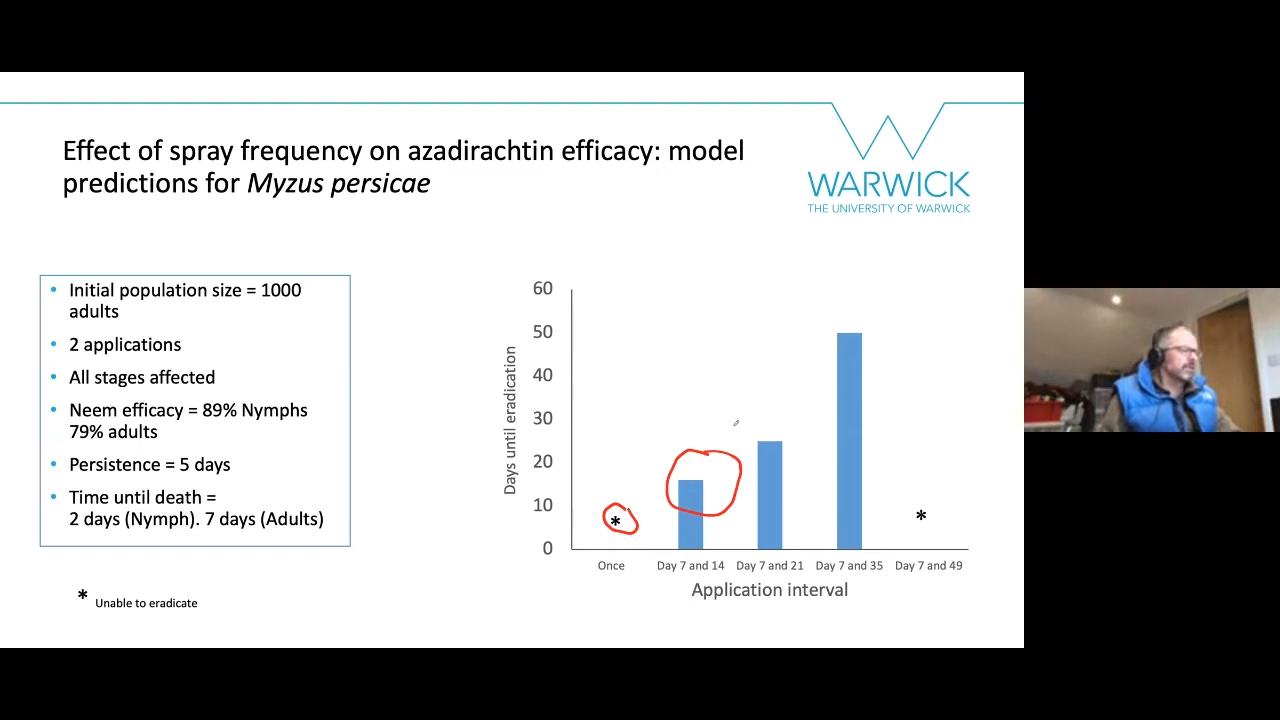 Effect of spray frequency on azadirachtin efficacy: model
predictions for Myzus persicae
WARWICK
THE UNIVERSITY OF WARWICK
• Initial population size = 1000
adults
• 2 applications
• All stages affected
• Neem efficacy = 89% Nymphs
79% adults
• Persistence = 5 days
• Time until death =
2 days (Nymph). 7 days (Adults)
* Unable to eradicate
Days until eradication
60
50
40
30
20
10
0
* *
Once Day 7 and 14 Day 7 and 21 Day 7 and 35 Day 7 and 49
Application interval